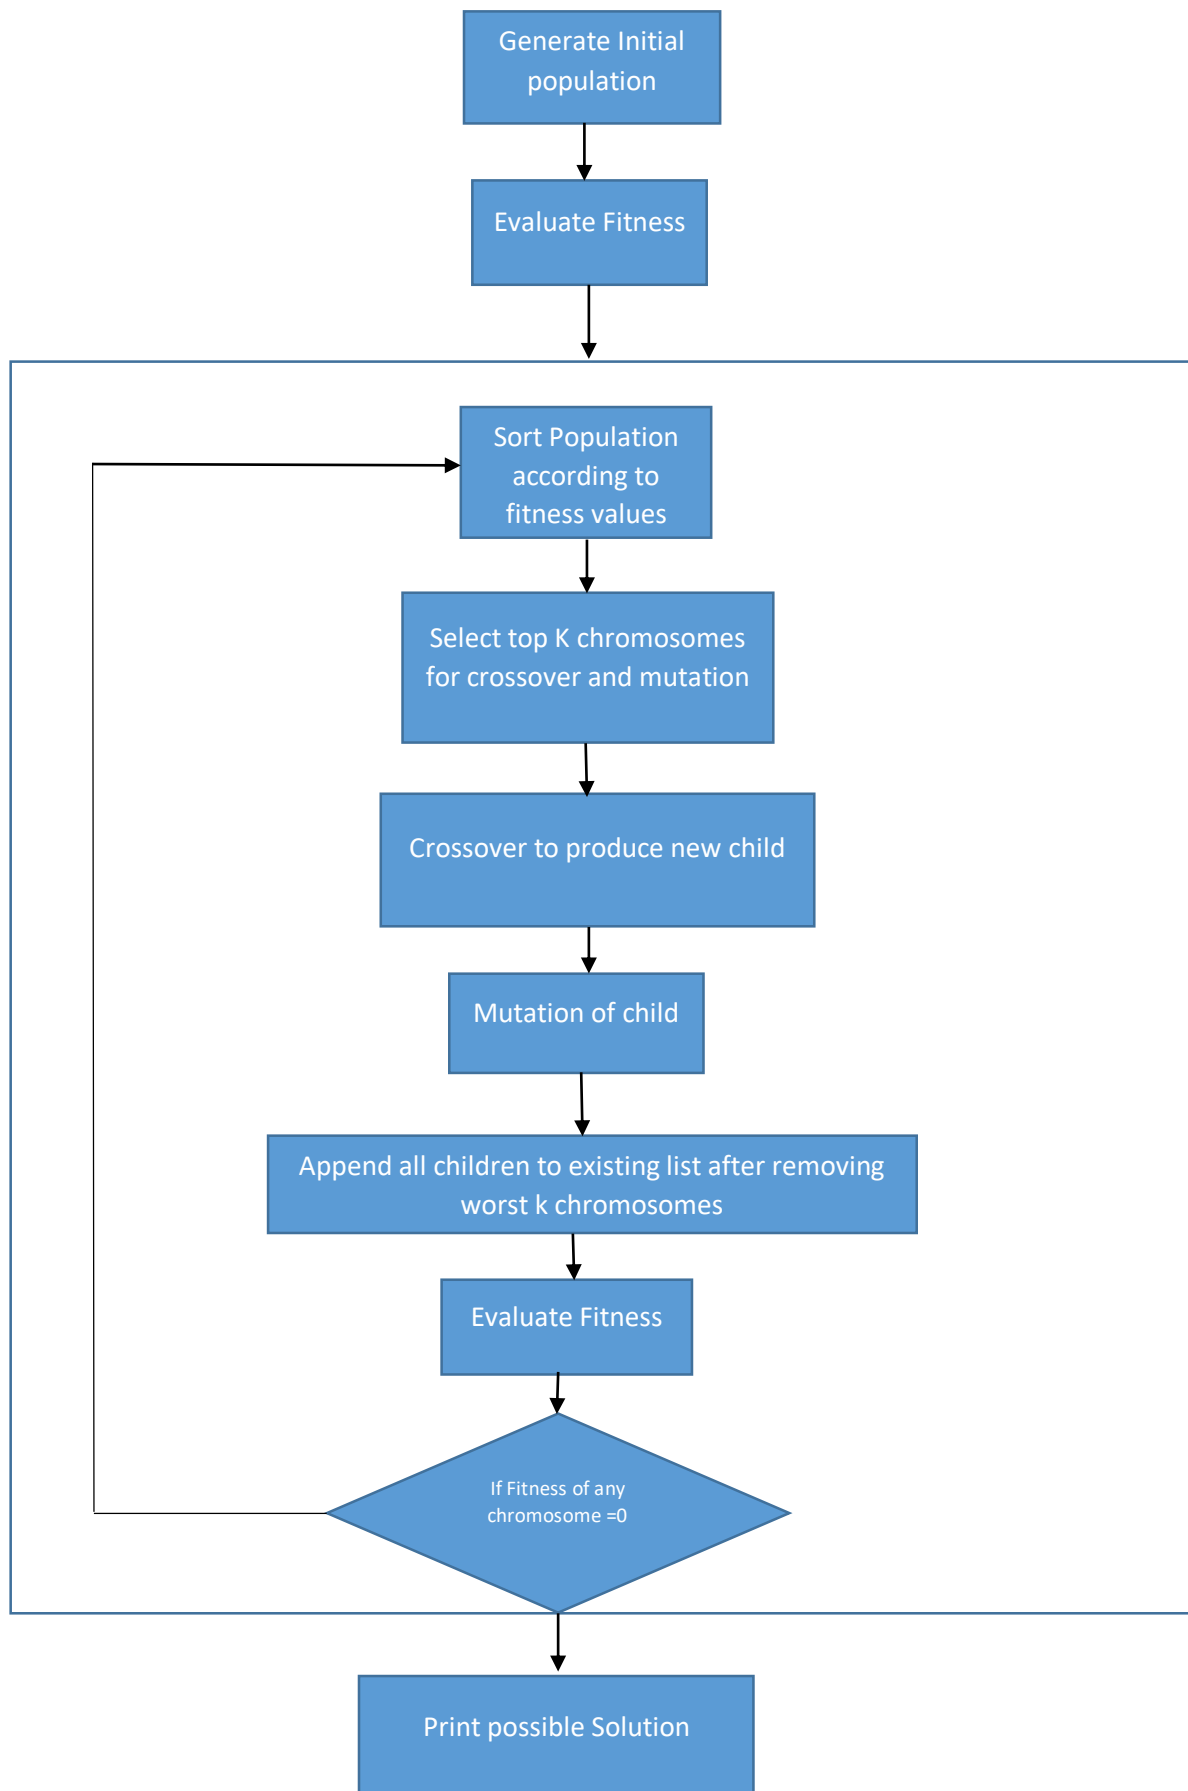 Generate Initial
population
Evaluate Fitness
Sort Population
according to
fitness values
Select top K chromosomes
for crossover and mutation
Crossover to produce new child
Mutation of child
Append all children to existing list after removing
worst k chromosomes
Evaluate Fitness
If Fitness of any
chromosome =0
Print possible Solution